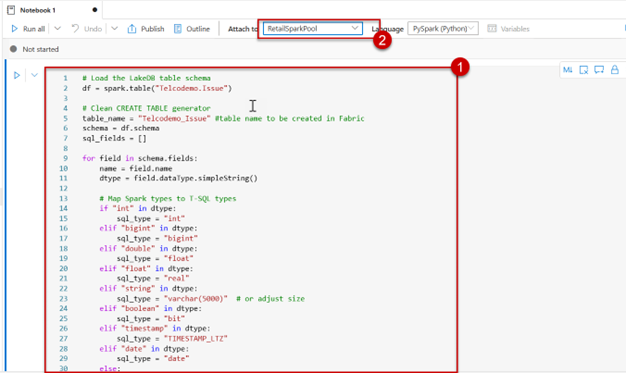 Notebook 1
Run all Undo Publish Outline Attach to RetailSparkPool Language PySpark (Python) Variables
2
Not started
1
M↓
1 # Load the LakeDB table schema
2 df = spark.table("Telcodemo.Issue")
3
4 # Clean CREATE TABLE generator
5 table_name = "Telcodemo_Issue" #table name to be created in Fabric
6 schema = df.schema
7 sql_fields = []
8
9 for field in schema.fields:
10 name = field.name
11 dtype = field.dataType.simpleString()
12
13 # Map Spark types to T-SQL types
14 if "int" in dtype:
15 sql_type = "int"
16 elif "bigint" in dtype:
17 sql_type = "bigint"
18 elif "double" in dtype:
19 sql_type = "float"
20 elif "float" in dtype:
21 sql_type = "real"
22 elif "string" in dtype:
23 sql_type = "varchar(5000)" # or adjust size
24 elif "boolean" in dtype:
25 sql_type = "bit"
26 elif "timestamp" in dtype:
27 sql_type = "TIMESTAMP_LTZ"
28 elif "date" in dtype:
29 sql_type = "date"
30 else: